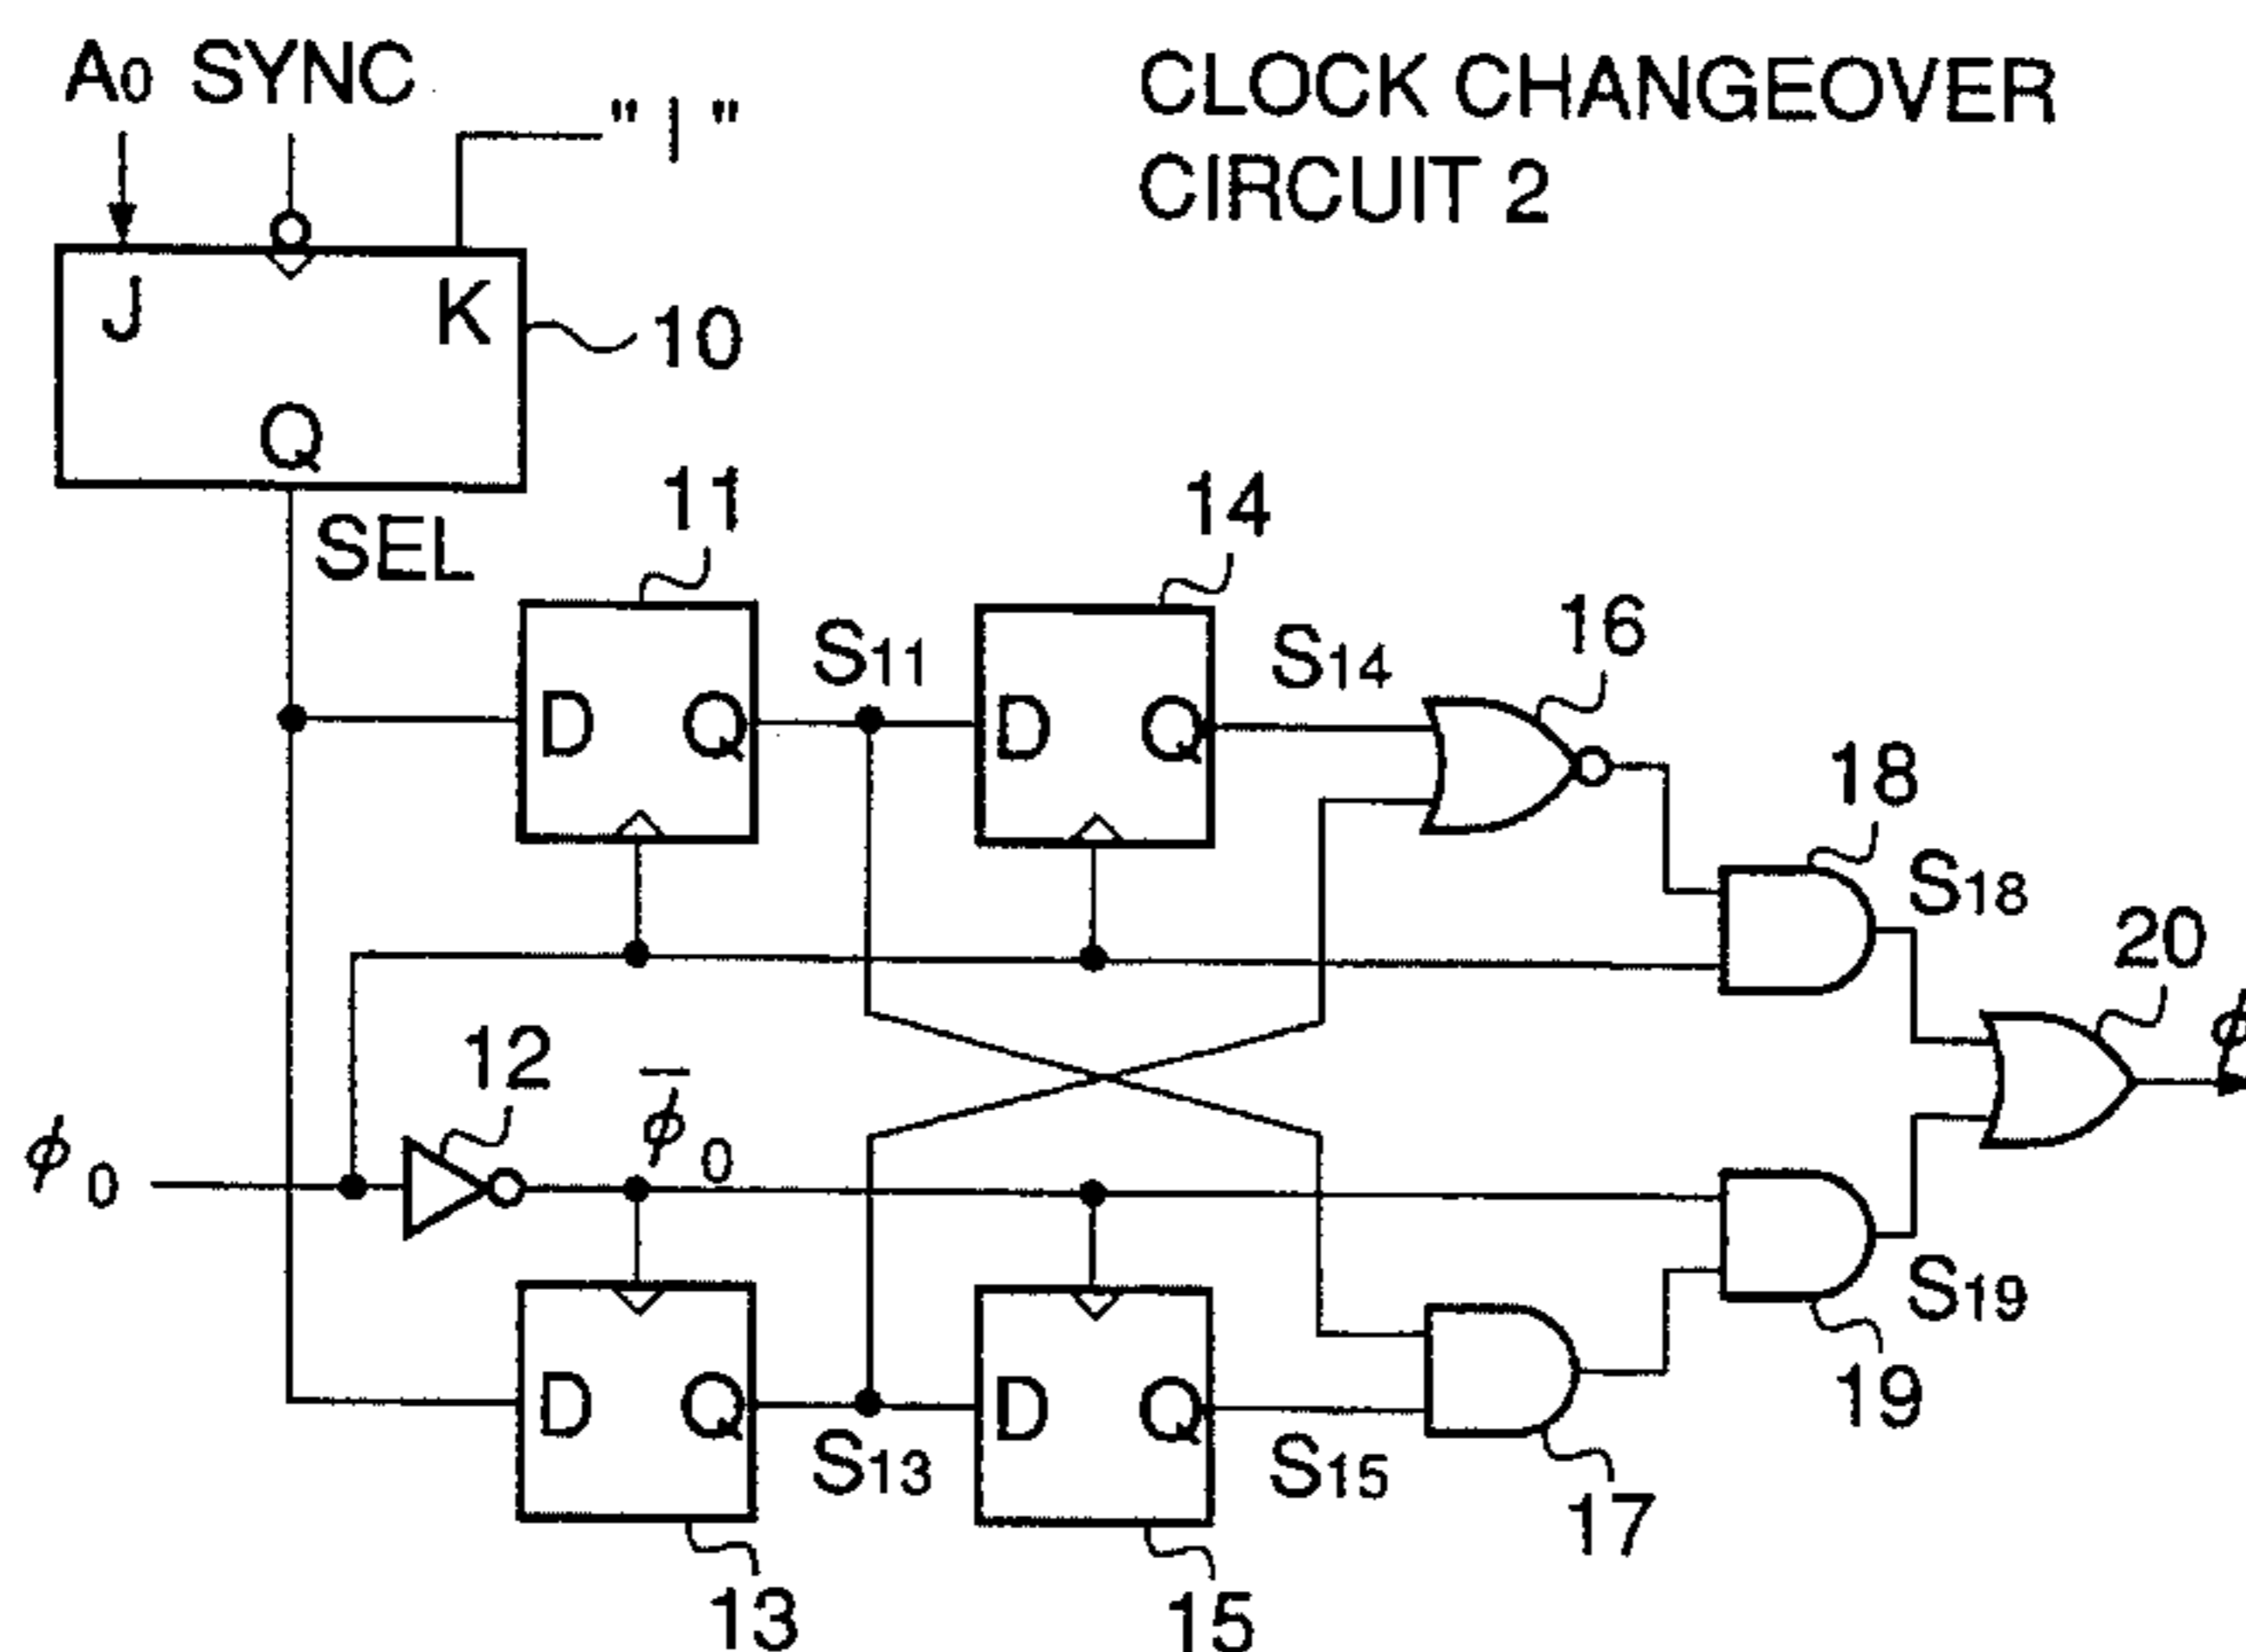 A0 SYNC
"1"
CLOCK CHANGEOVER
CIRCUIT 2
J
K
10
Q
SEL
11
14
16
S11
S14
D
Q
D
Q
18
S18
20
12
ϕ̅0
ϕ
ϕ0
S19
19
D
Q
D
Q
S13
S15
17
13
15